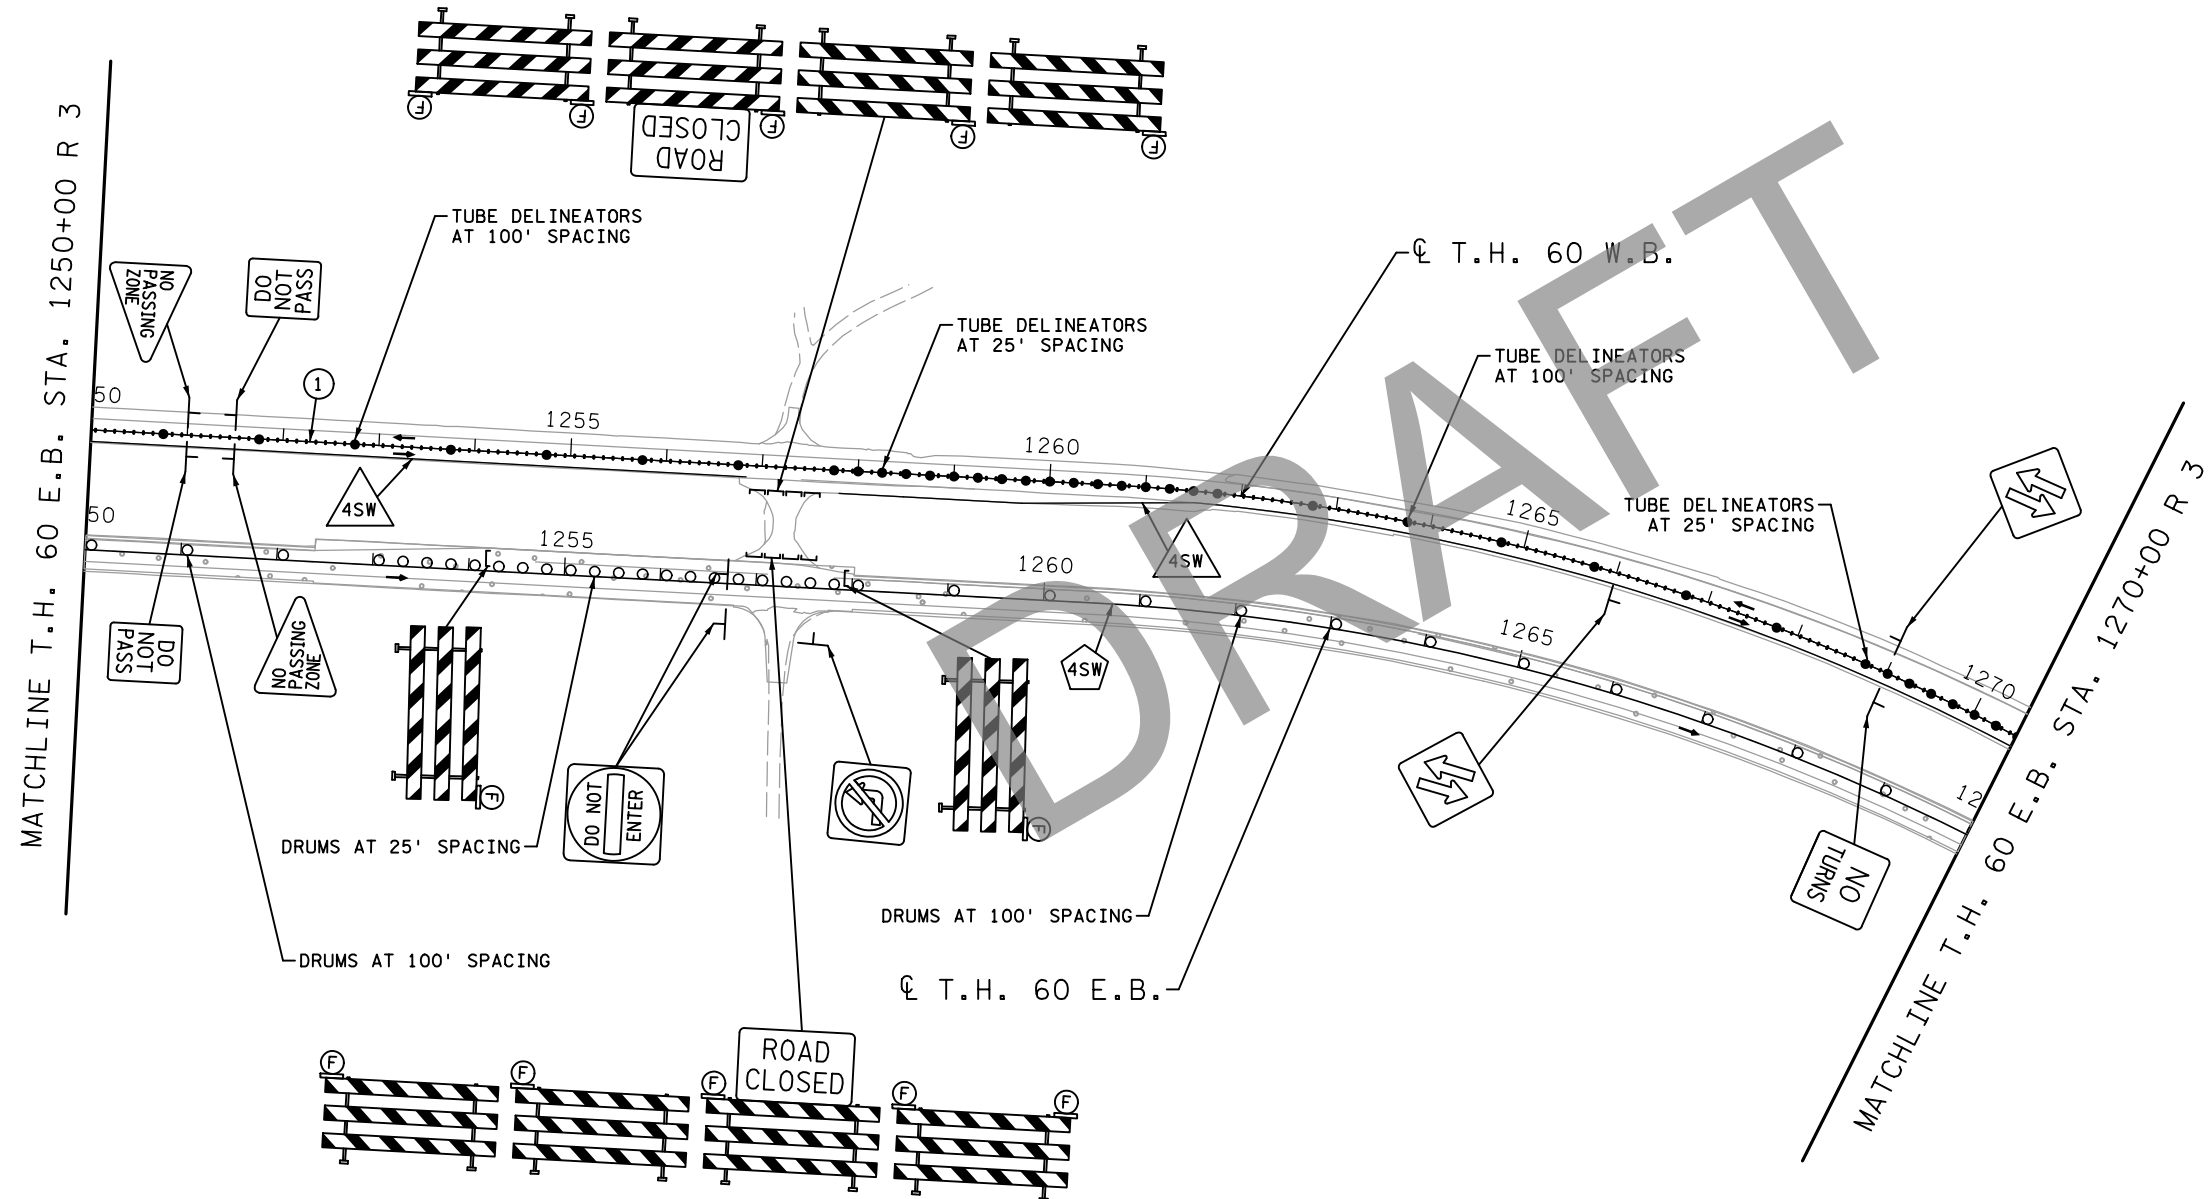 MATCHLINE T.H. 60 E.B. STA. 1250+00 R 3
F
F
F
F
F
ROAD
CLOSED
TUBE DELINEATORS
AT 100' SPACING
NO
PASSING
ZONE
DO
NOT
PASS
1
50
1255
TUBE DELINEATORS
AT 25' SPACING
1260
℄ T.H. 60 W.B.
TUBE DELINEATORS
AT 100' SPACING
1265
TUBE DELINEATORS
AT 25' SPACING
1270
4SW
4SW
50
1255
1260
1265
12
DO
NOT
PASS
NO
PASSING
ZONE
4SW
F
F
DRUMS AT 25' SPACING
DO NOT
ENTER
DRUMS AT 100' SPACING
DRUMS AT 100' SPACING
℄ T.H. 60 E.B.
NO
TURNS
ROAD
CLOSED
F
F
F
F
F
MATCHLINE T.H. 60 E.B. STA. 1270+00 R 3
DRAFT